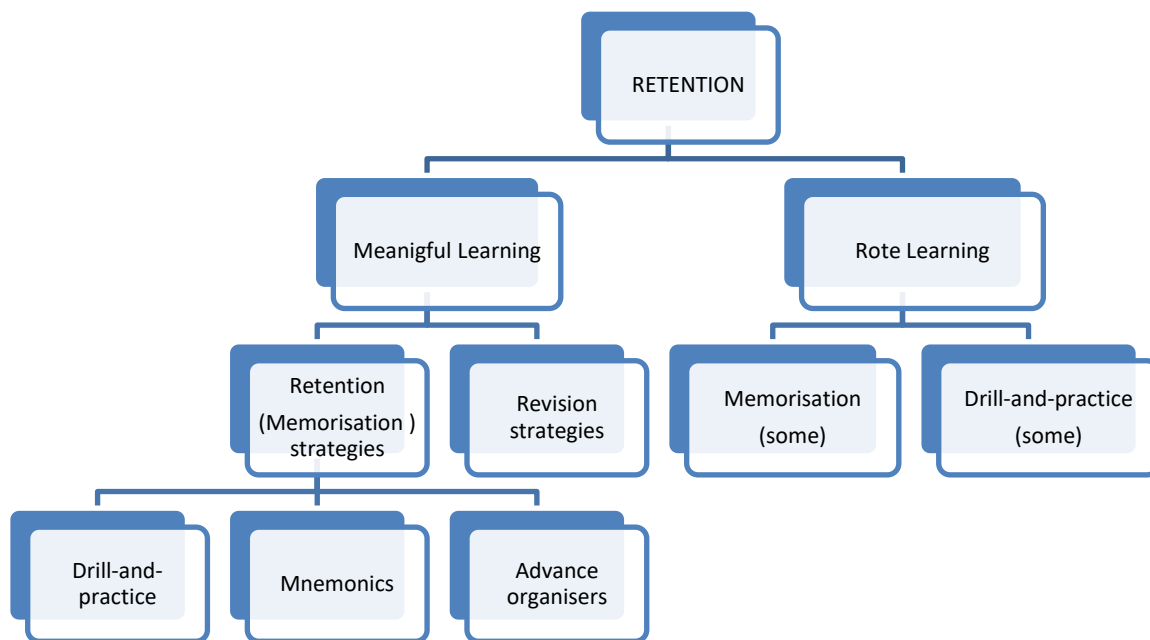 RETENTION
Meanigful Learning
Rote Learning
Retention
(Memorisation )
strategies
Revision
strategies
Memorisation
(some)
Drill-and-practice
(some)
Drill-and-
practice
Mnemonics
Advance
organisers